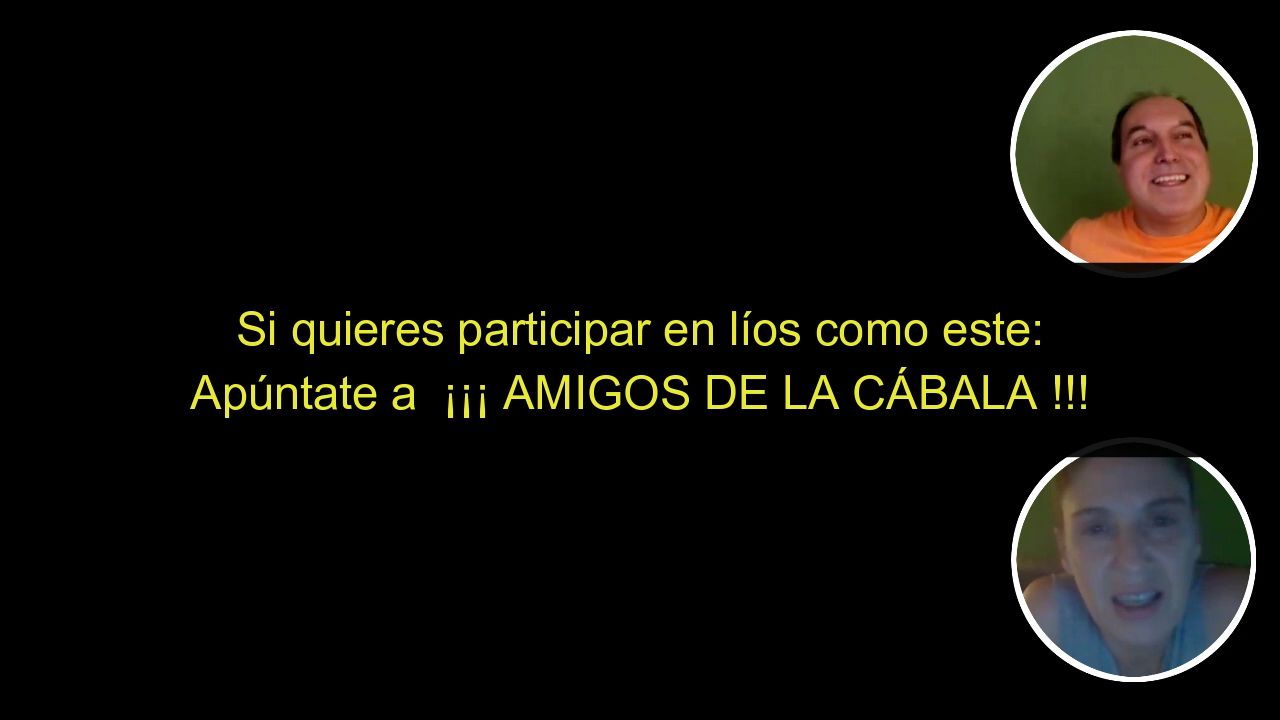 Si quieres participar en líos como este:
Apúntate a ¡¡¡ AMIGOS DE LA CÁBALA !!!